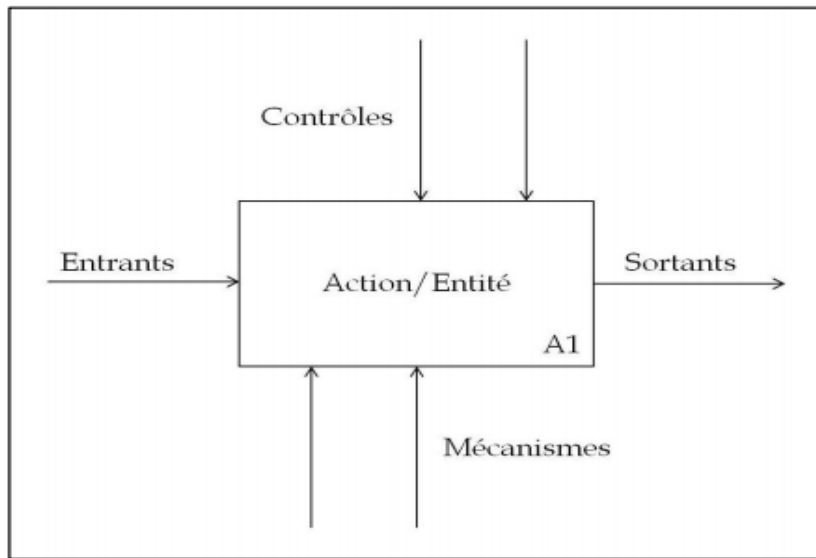 Contrôles
Entrants
Action/Entité
Sortants
A1
Mécanismes